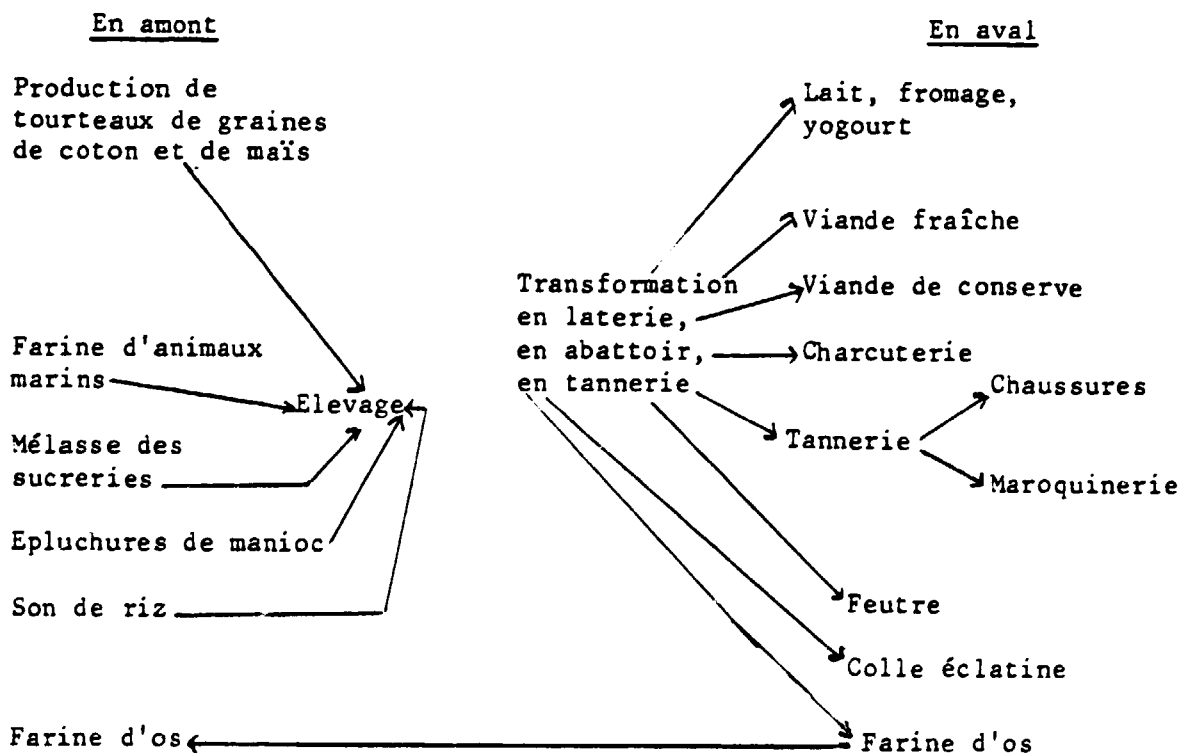 En amont
Production de
tourteaux de graines
de coton et de maïs
Farine d'animaux
marins
Elevage
Mélasse des
sucreries
Epluchures de manioc
Son de riz
Farine d'os
En aval
Transformation
en laterie,
en abattoir,
en tannerie
Lait, fromage,
yogourt
Viande fraîche
Viande de conserve
Charcuterie
Tannerie
Chaussures
Maroquinerie
Feutre
Colle éclatine
Farine d'os